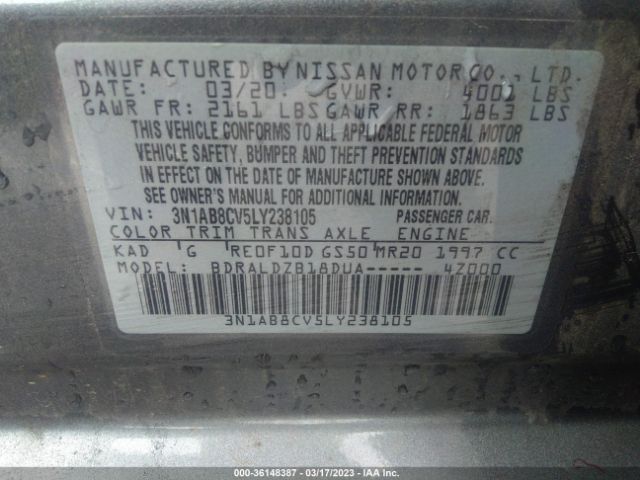 MANUFACTURED BY NISSAN MOTOR CO., LTD.
DATE: 03/20 GVWR: 4001 LBS
GAWR FR: 2161 LBS GAWR RR: 1863 LBS
THIS VEHICLE CONFORMS TO ALL APPLICABLE FEDERAL MOTOR
VEHICLE SAFETY, BUMPER AND THEFT PREVENTION STANDARDS
IN EFFECT ON THE DATE OF MANUFACTURE SHOWN ABOVE.
SEE OWNER'S MANUAL FOR ADDITIONAL INFORMATION.
VIN: 3N1AB8CV5LY238105 PASSENGER CAR.
COLOR TRIM TRANS AXLE ENGINE
KAD G RE0F10D GS50 MR20 1997 CC
MODEL: BDRALDZB18DUA----- 4Z000
3N1AB8CV5LY238105
000-36148387 - 03/17/2023 - IAA Inc.